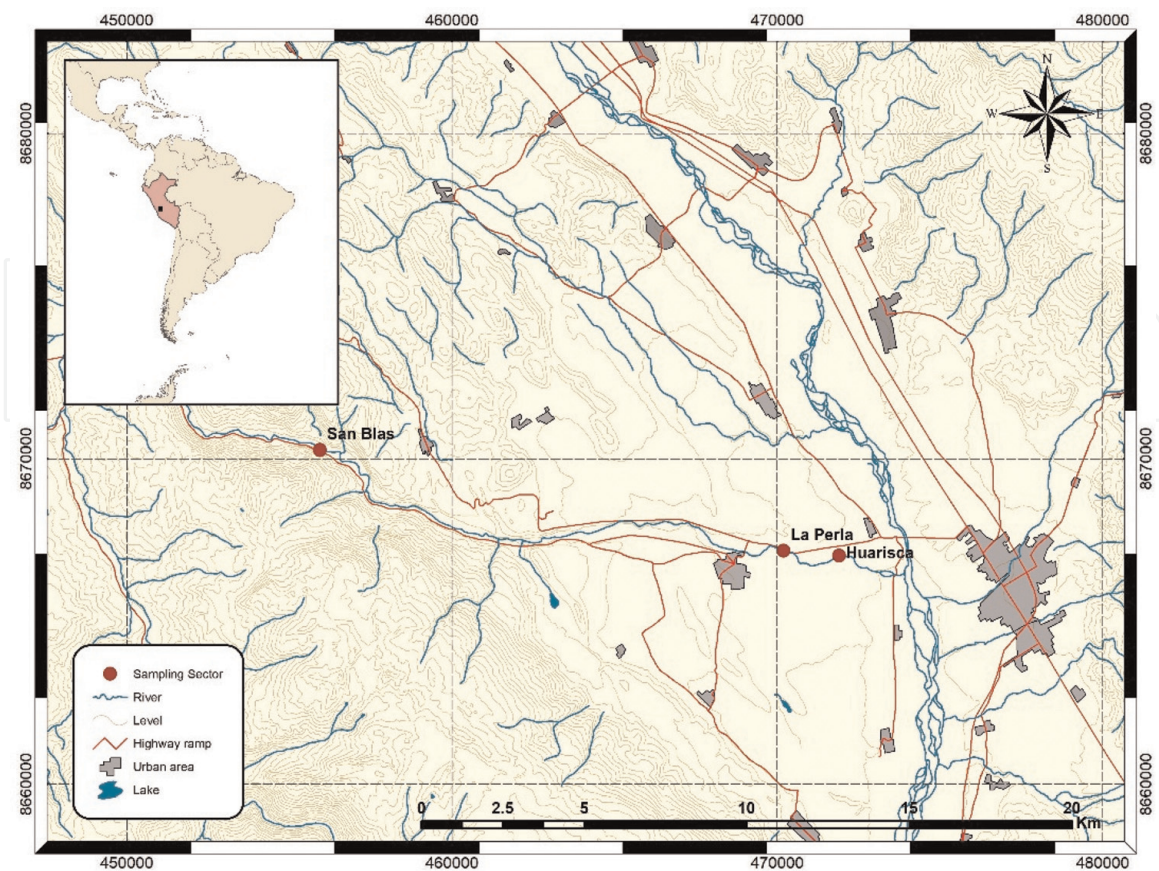 450000 460000 470000 480000
N
W E
S
8680000 8680000
San Blas
8670000 8670000
La Perla
Huarisca
Sampling Sector
River
Level
Highway ramp
Urban area
Lake
8660000 8660000
0 2.5 5 10 15 20
Km
450000 460000 470000 480000